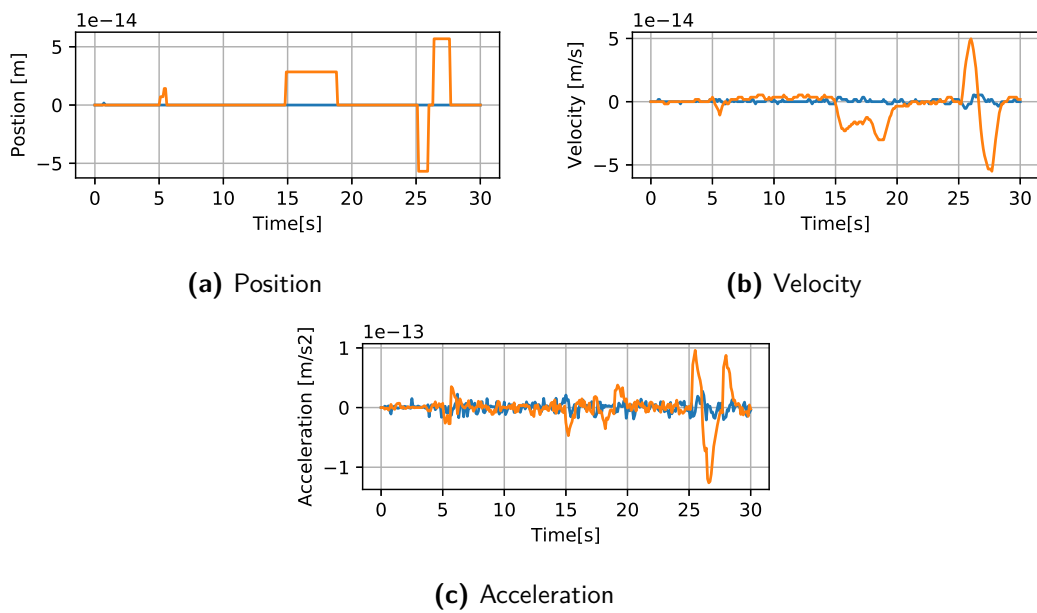 1e−14
Postion [m]
5
0
−5
0 5 10 15 20 25 30
Time[s]
(a) Position
1e−14
Velocity [m/s]
5
0
−5
0 5 10 15 20 25 30
Time[s]
(b) Velocity
1e−13
Acceleration [m/s2]
1
0
−1
0 5 10 15 20 25 30
Time[s]
(c) Acceleration